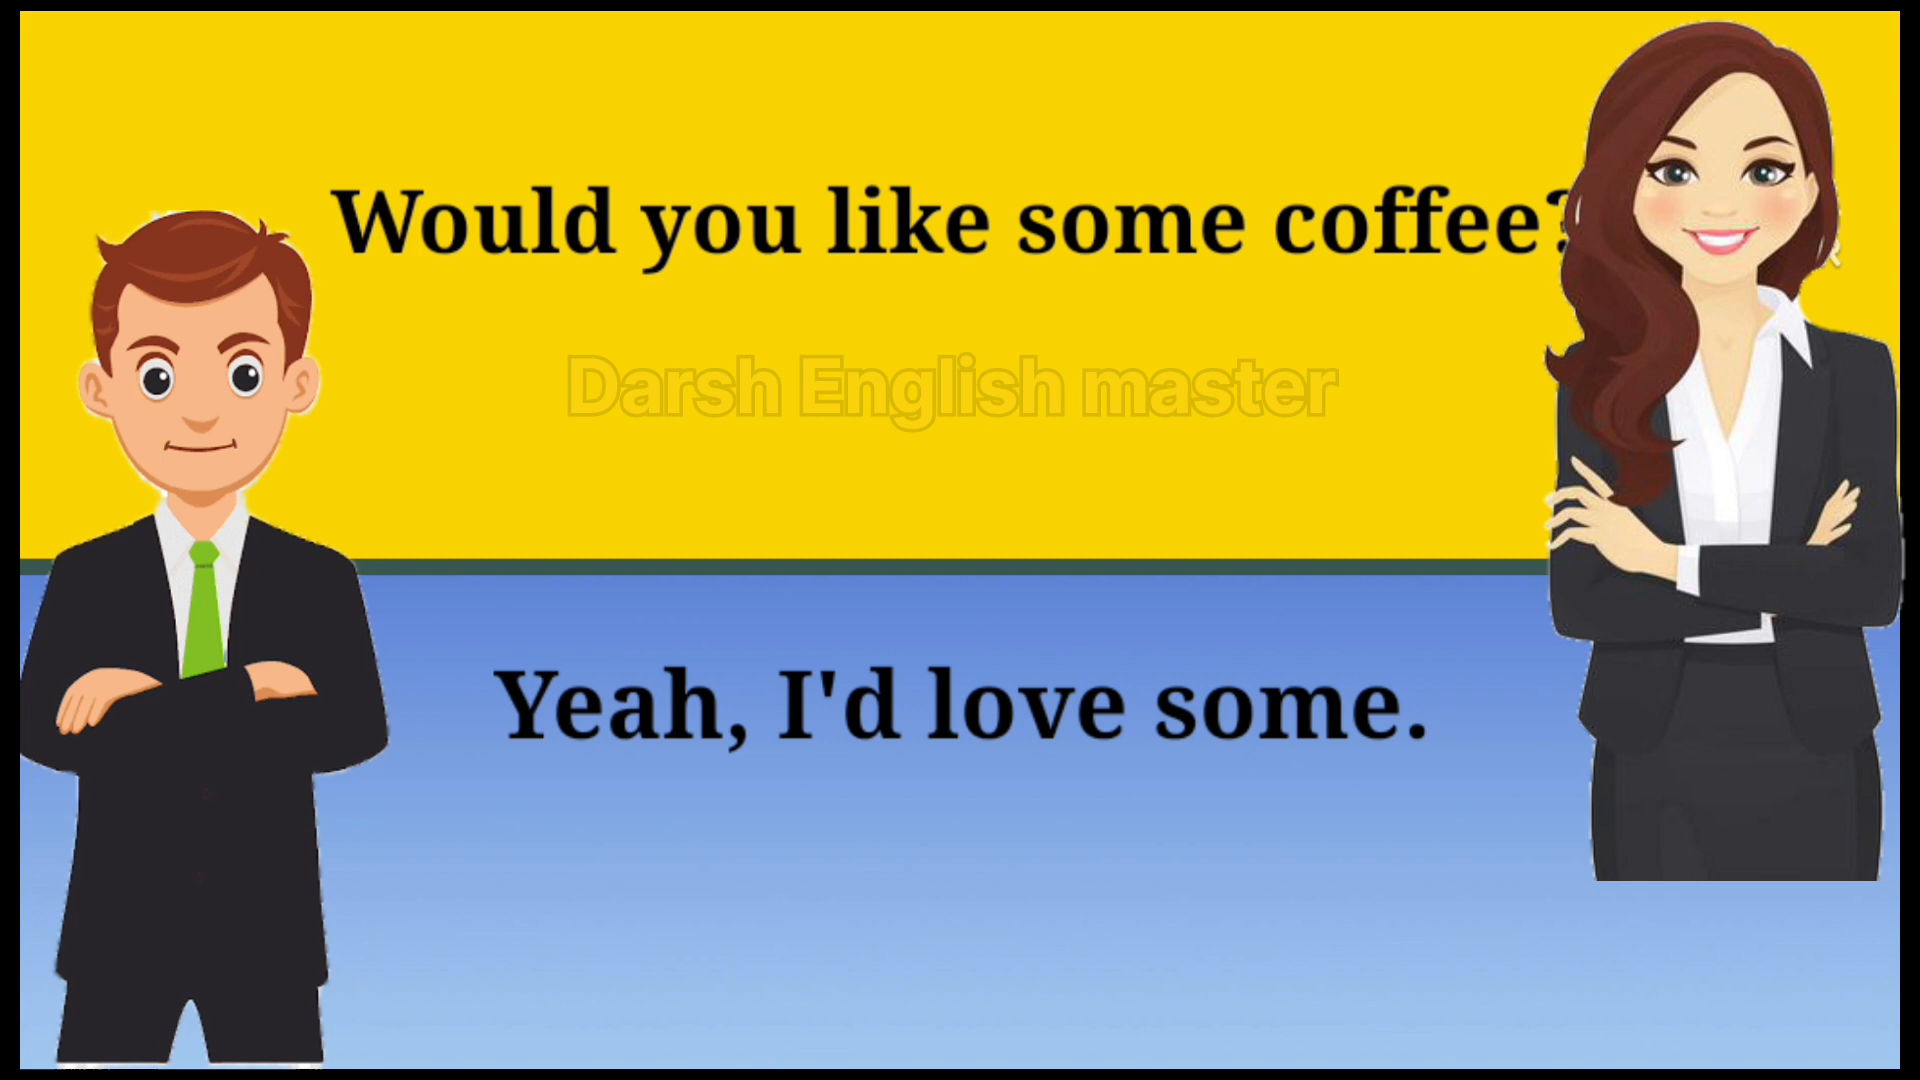 Would you like some coffee?
Darsh English master
Yeah, I'd love some.